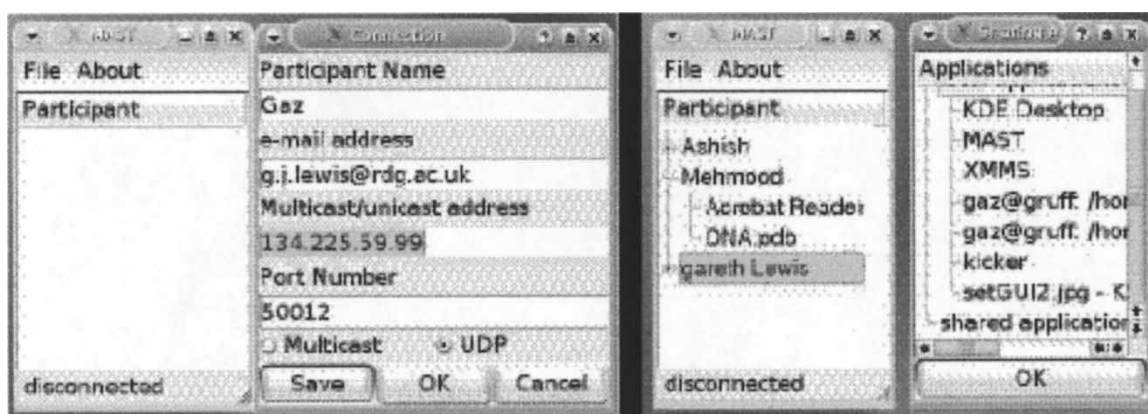 MAST
File About
Participant
disconnected
Connection
Participant Name
Gaz
e-mail address
g.j.lewis@rdg.ac.uk
Multicast/unicast address
134.225.59.99
Port Number
50012
Multicast UDP
Save OK Cancel
MAST
File About
Participant
Ashish
Mehmood
Acrobat Reader
DNA.pdb
gareth Lewis
disconnected
Applications
KDE Desktop
MAST
XMMS
gaz@gruff: /hor
gaz@gruff: /hor
kicker
setGUI2.jpg - K
shared application
OK